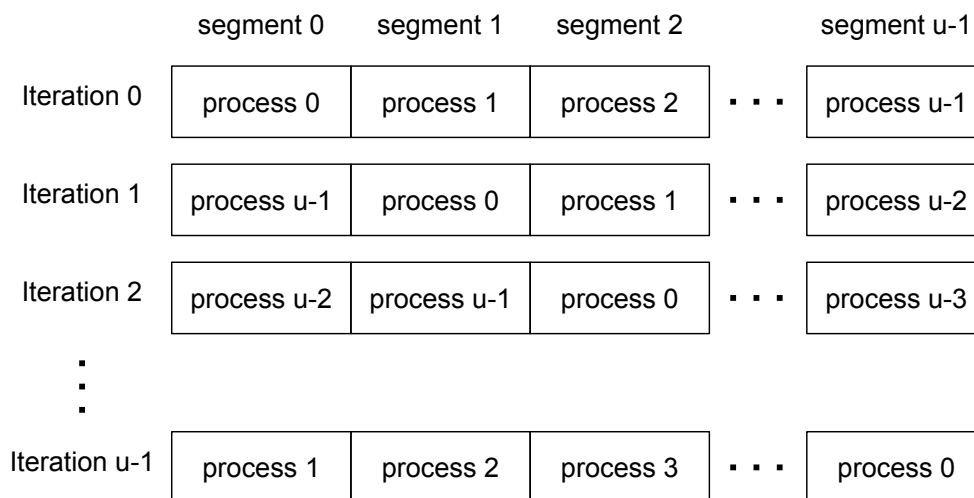 segment 0 segment 1 segment 2 segment u-1
Iteration 0 process 0 process 1 process 2 . . . process u-1
Iteration 1 process u-1 process 0 process 1 . . . process u-2
Iteration 2 process u-2 process u-1 process 0 . . . process u-3
Iteration u-1 process 1 process 2 process 3 . . . process 0